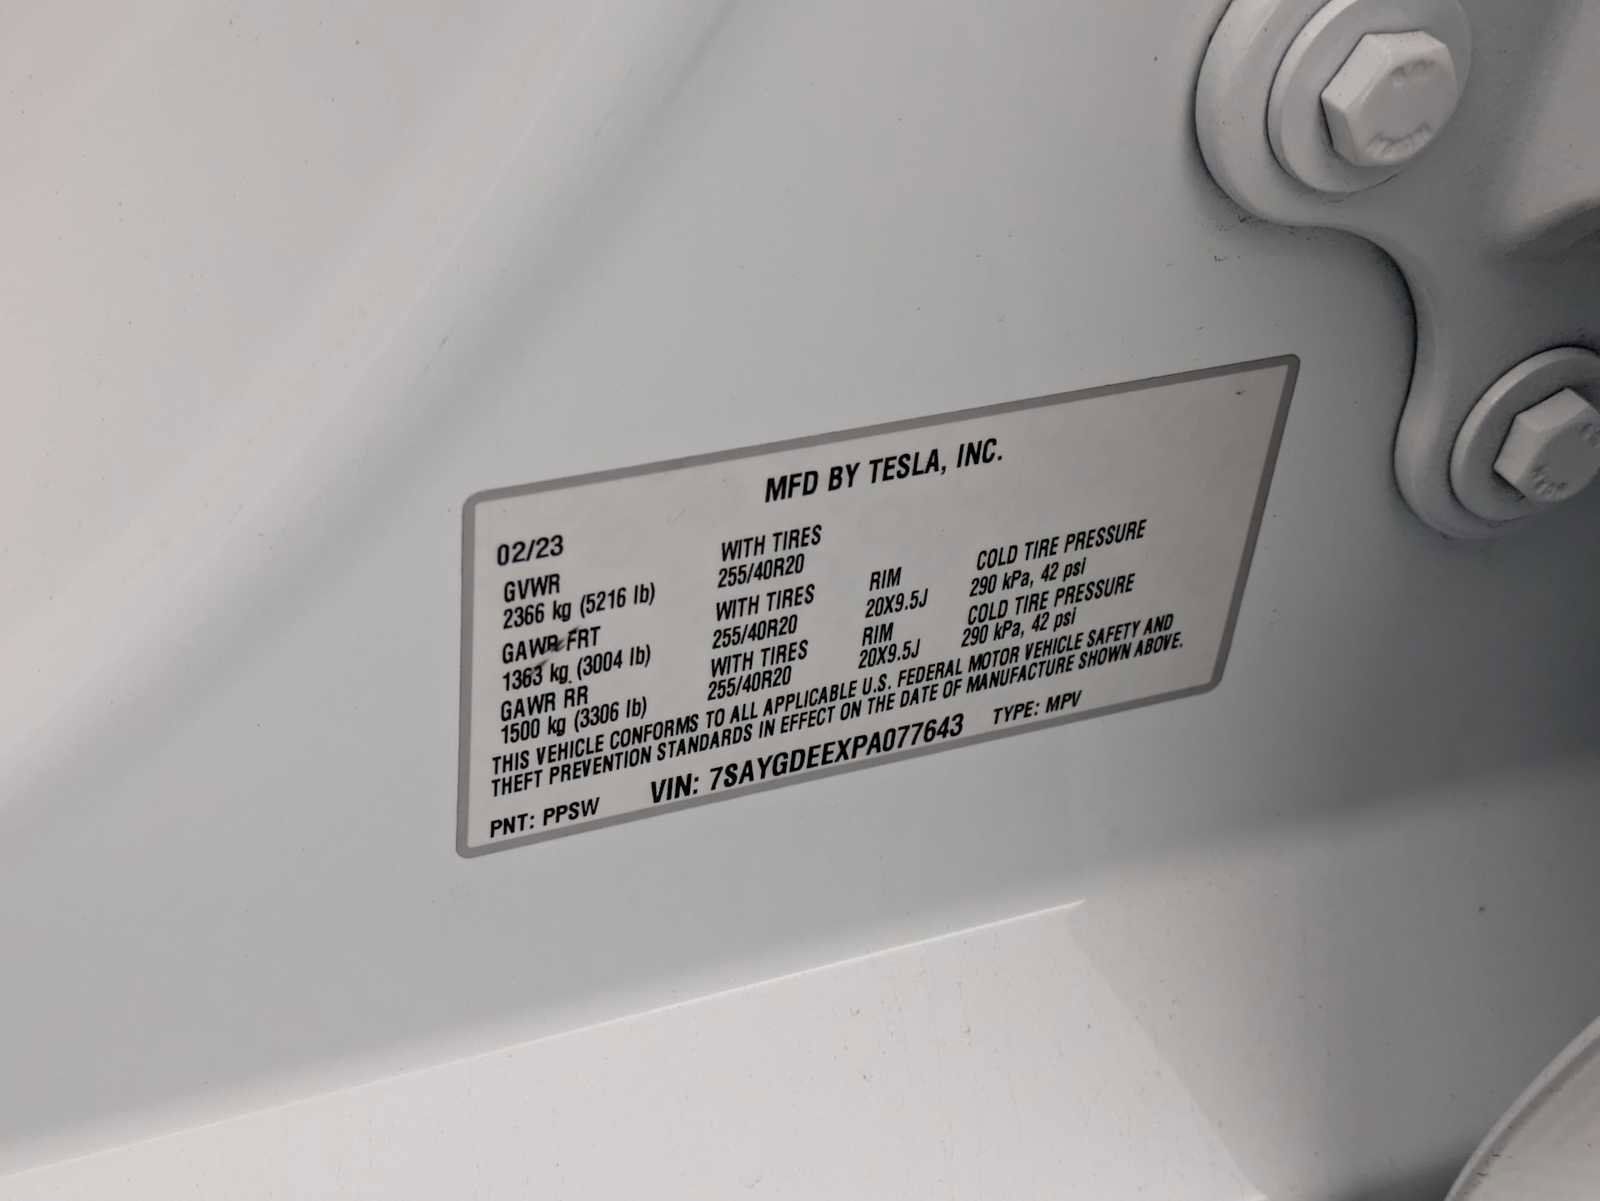 MFD BY TESLA, INC.
02/23
GVWR WITH TIRES
2366 kg (5216 lb) 255/40R20 RIM COLD TIRE PRESSURE
GAWR FRT WITH TIRES 20X9.5J 290 kPa, 42 psi
1363 kg (3004 lb) 255/40R20 RIM COLD TIRE PRESSURE
GAWR RR WITH TIRES 20X9.5J 290 kPa, 42 psi
1500 kg (3306 lb) 255/40R20
THIS VEHICLE CONFORMS TO ALL APPLICABLE U.S. FEDERAL MOTOR VEHICLE SAFETY AND
THEFT PREVENTION STANDARDS IN EFFECT ON THE DATE OF MANUFACTURE SHOWN ABOVE.
PNT: PPSW VIN: 7SAYGDEEXPA077643 TYPE: MPV